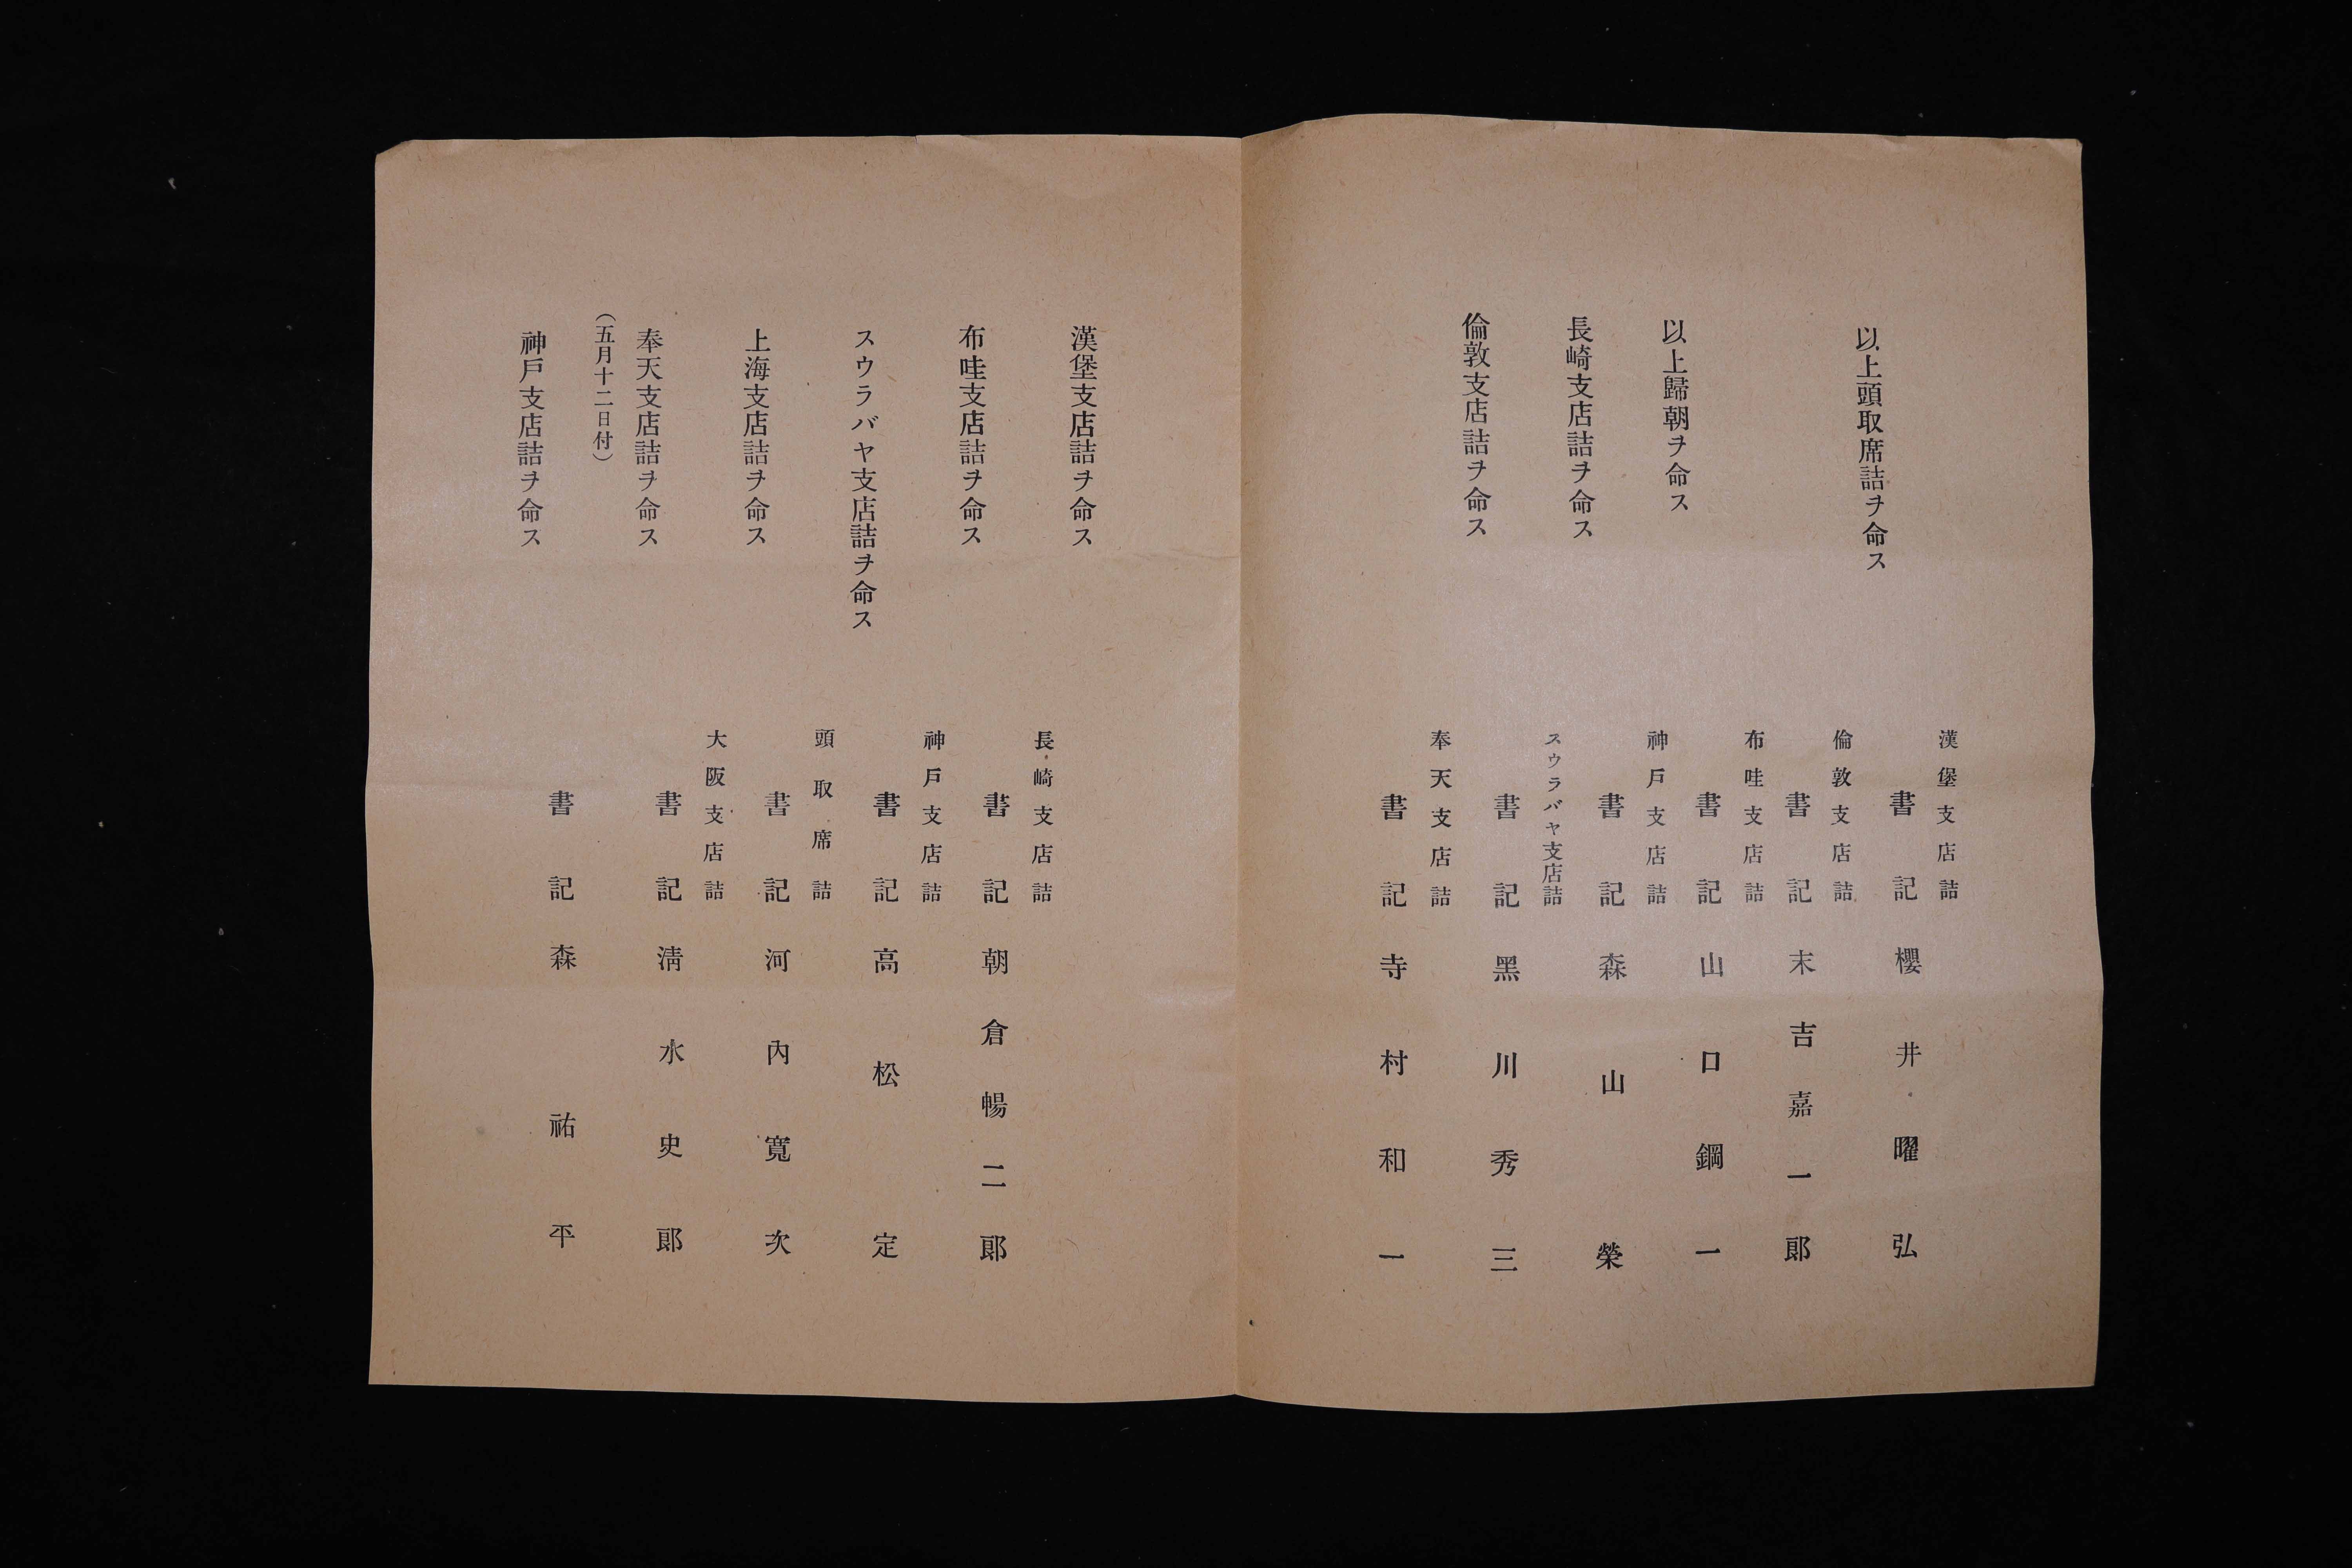 漢堡支店詰
書記 櫻井曜弘
以上頭取席詰ヲ命ス
倫敦支店詰
書記 末吉嘉一郞
布哇支店詰
書記 山口鋼一
以上歸朝ヲ命ス
神戶支店詰
書記 森山榮
長崎支店詰ヲ命ス
スウラバヤ支店詰
書記 黑川秀三
倫敦支店詰ヲ命ス
奉天支店詰
書記 寺村和一
漢堡支店詰ヲ命ス
長崎支店詰
書記 朝倉暢二郞
布哇支店詰ヲ命ス
神戶支店詰
書記 高松定
スウラバヤ支店詰ヲ命ス
頭取席詰
書記 河內寬次
上海支店詰ヲ命ス
大阪支店詰
書記 淸水史郞
奉天支店詰ヲ命ス
(五月十二日付)
書記 森祐平
神戶支店詰ヲ命ス